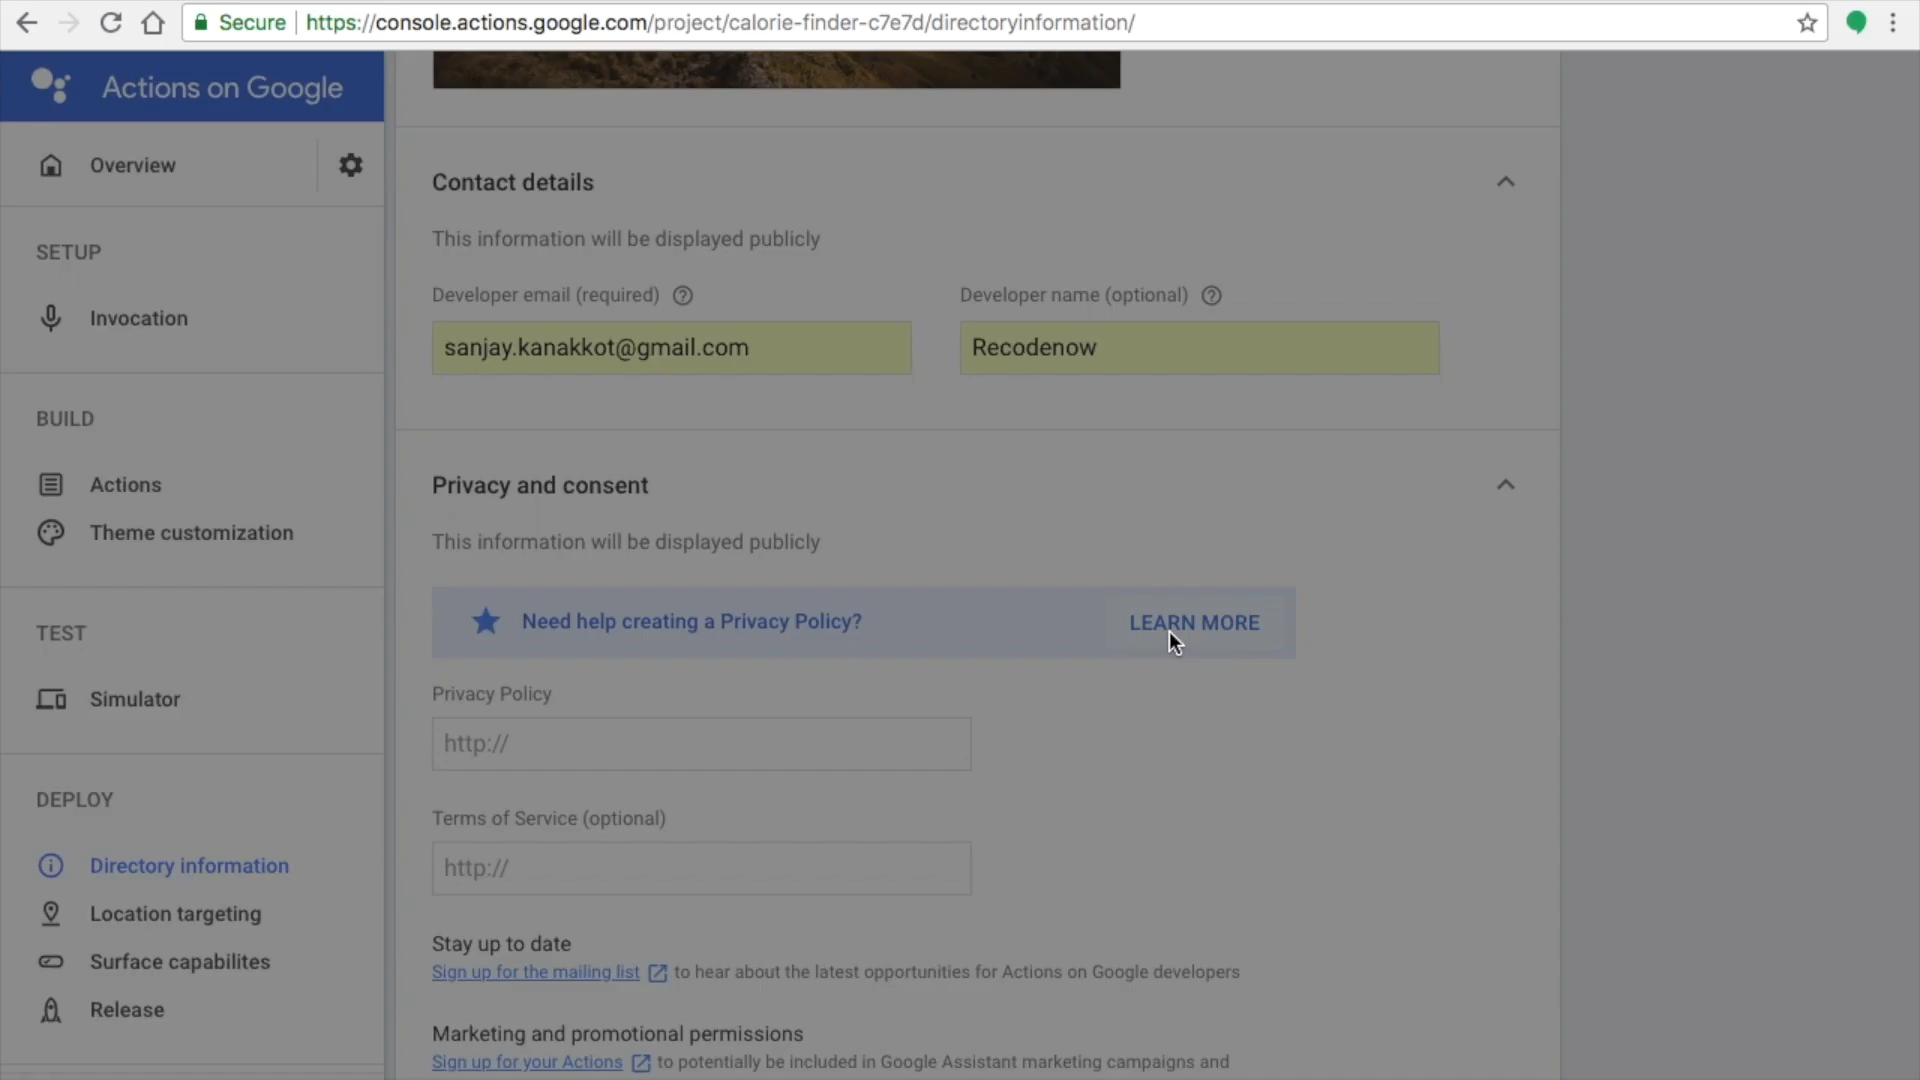 Secure https://console.actions.google.com/project/calorie-finder-c7e7d/directoryinformation/
Actions on Google
Overview
SETUP
Invocation
BUILD
Actions
Theme customization
TEST
Simulator
DEPLOY
Directory information
Location targeting
Surface capabilites
Release
Contact details
This information will be displayed publicly
Developer email (required)
sanjay.kanakkot@gmail.com
Developer name (optional)
Recodenow
Privacy and consent
This information will be displayed publicly
Need help creating a Privacy Policy? LEARN MORE
Privacy Policy
http://
Terms of Service (optional)
http://
Stay up to date
Sign up for the mailing list to hear about the latest opportunities for Actions on Google developers
Marketing and promotional permissions
Sign up for your Actions to potentially be included in Google Assistant marketing campaigns and